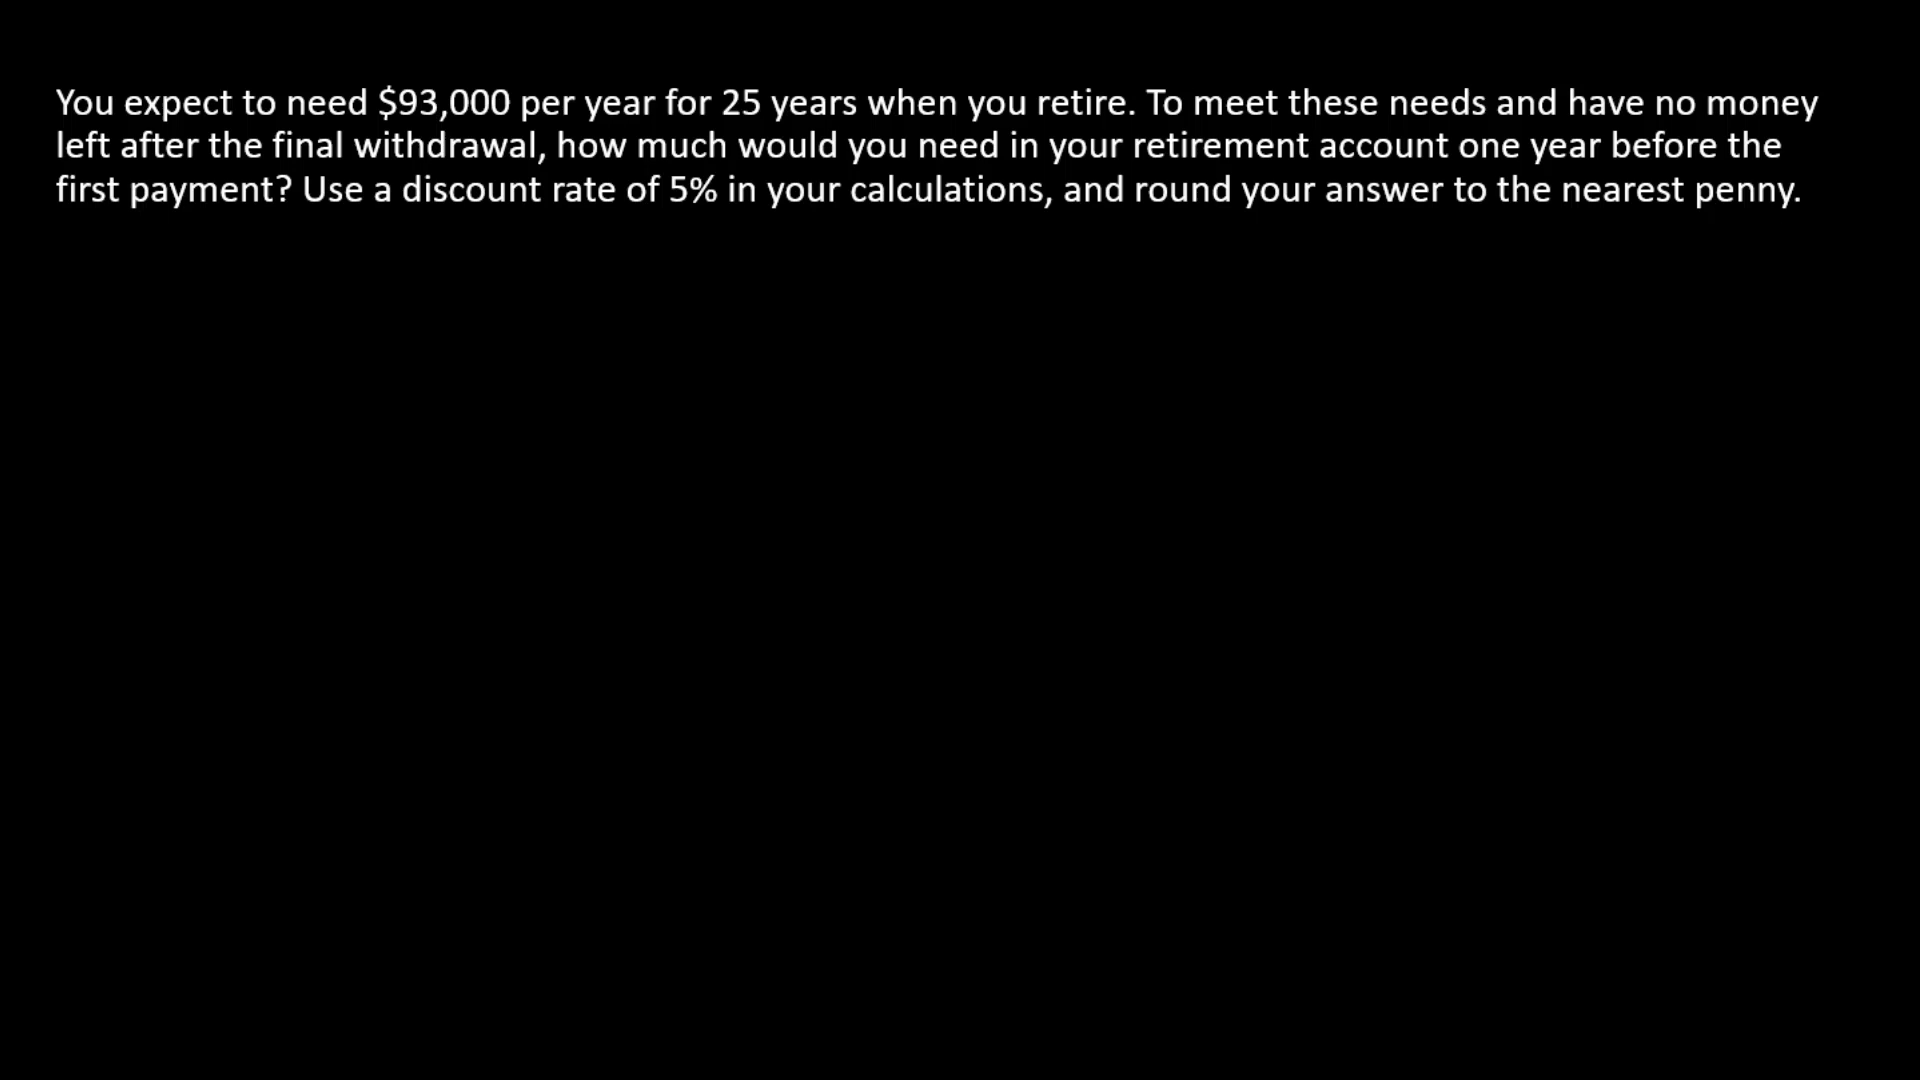 You expect to need $93,000 per year for 25 years when you retire. To meet these needs and have no money
left after the final withdrawal, how much would you need in your retirement account one year before the
first payment? Use a discount rate of 5% in your calculations, and round your answer to the nearest penny.